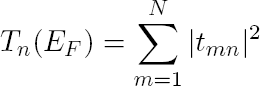 T_n(E_F) = \sum_{m=1}^{N} |t_{mn}|^2